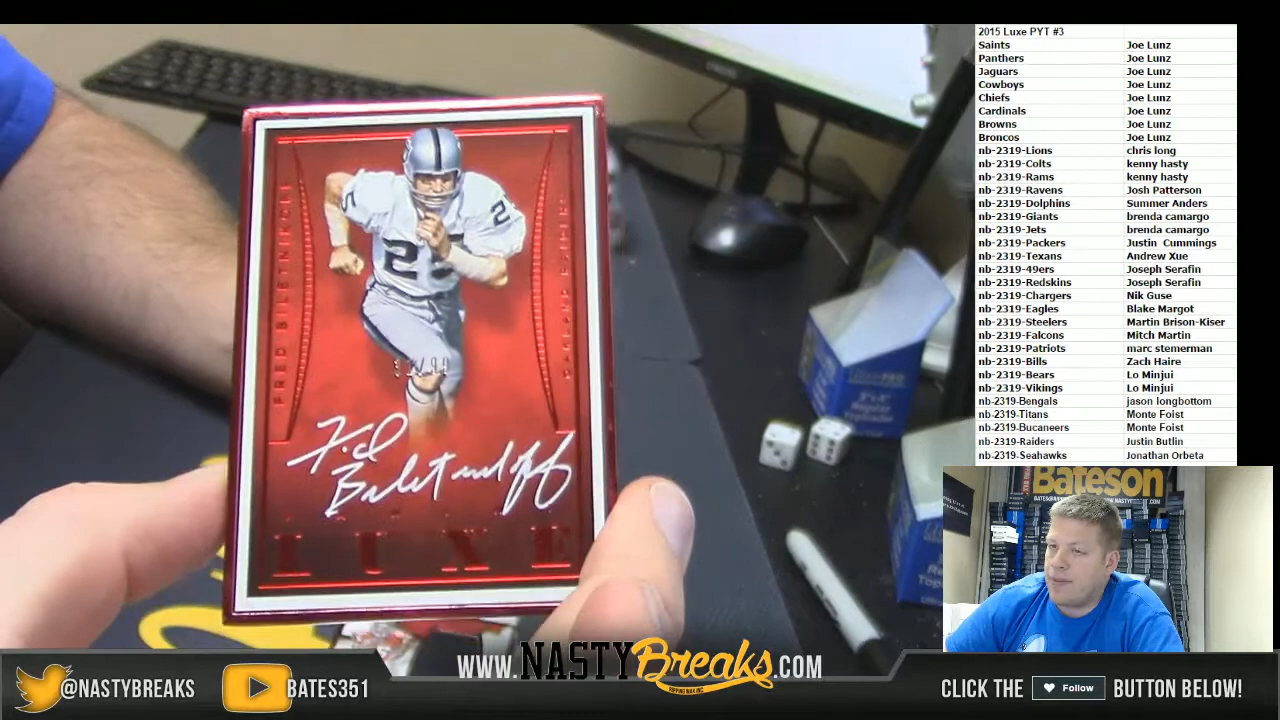 2015 Luxe PYT #3
Saints Joe Lunz
Panthers Joe Lunz
Jaguars Joe Lunz
Cowboys Joe Lunz
Chiefs Joe Lunz
Cardinals Joe Lunz
Browns Joe Lunz
Broncos Joe Lunz
nb-2319-Lions chris long
nb-2319-Colts kenny hasty
nb-2319-Rams kenny hasty
nb-2319-Ravens Josh Patterson
nb-2319-Dolphins Summer Anders
nb-2319-Giants brenda camargo
nb-2319-Jets brenda camargo
nb-2319-Packers Justin Cummings
nb-2319-Texans Andrew Xue
nb-2319-49ers Joseph Serafin
nb-2319-Redskins Joseph Serafin
nb-2319-Chargers Nik Guse
nb-2319-Eagles Blake Margot
nb-2319-Steelers Martin Brison-Kiser
nb-2319-Falcons Mitch Martin
nb-2319-Patriots marc stemerman
nb-2319-Bills Zach Haire
nb-2319-Bears Lo Minjui
nb-2319-Vikings Lo Minjui
nb-2319-Bengals jason longbottom
nb-2319-Titans Monte Foist
nb-2319-Bucaneers Monte Foist
nb-2319-Raiders Justin Butlin
nb-2319-Seahawks Jonathan Orbeta
FRED BILETNIKOFF
OAKLAND RAIDERS
25
25
Fred
Biletnikoff
LUXE
Bateson
@NASTYBREAKS
BATES351
WWW.NASTYBreaks.COM
RIPPING WAX INC.
CLICK THE Follow BUTTON BELOW!